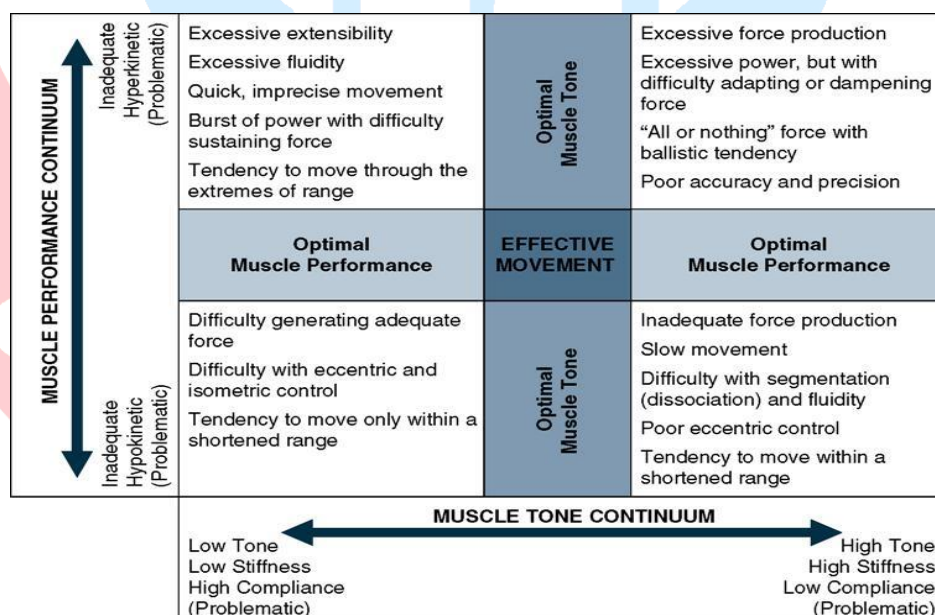 MUSCLE PERFORMANCE CONTINUUM
Inadequate
Hyperkinetic
(Problematic)
Excessive extensibility
Excessive fluidity
Quick, imprecise movement
Burst of power with difficulty
sustaining force
Tendency to move through the
extremes of range
Optimal
Muscle Tone
Excessive force production
Excessive power, but with
difficulty adapting or dampening
force
“All or nothing” force with
ballistic tendency
Poor accuracy and precision
Optimal
Muscle Performance
EFFECTIVE
MOVEMENT
Optimal
Muscle Performance
Inadequate
Hypokinetic
(Problematic)
Difficulty generating adequate
force
Difficulty with eccentric and
isometric control
Tendency to move only within a
shortened range
Optimal
Muscle Tone
Inadequate force production
Slow movement
Difficulty with segmentation
(dissociation) and fluidity
Poor eccentric control
Tendency to move within a
shortened range
MUSCLE TONE CONTINUUM
Low Tone
Low Stiffness
High Compliance
(Problematic)
High Tone
High Stiffness
Low Compliance
(Problematic)